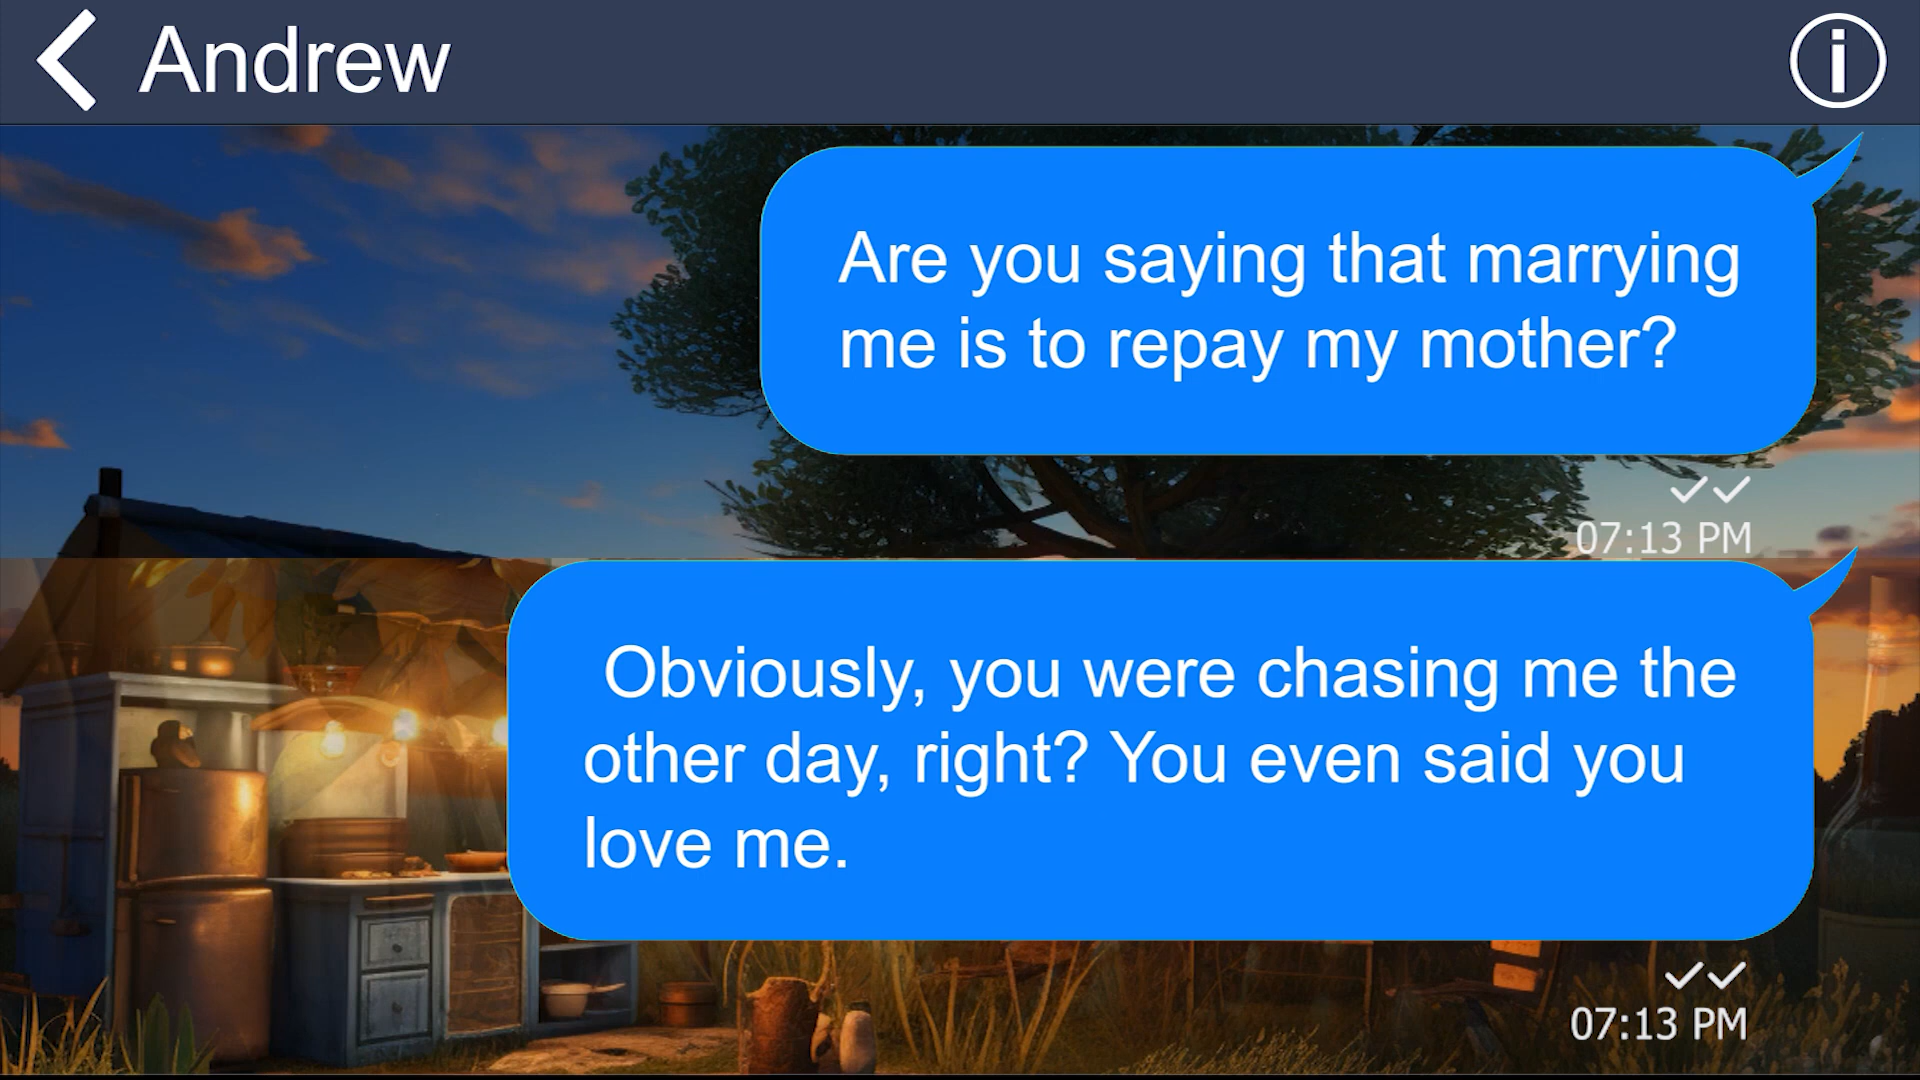 Andrew
Are you saying that marrying
me is to repay my mother?
07:13 PM
Obviously, you were chasing me the
other day, right? You even said you
love me.
07:13 PM